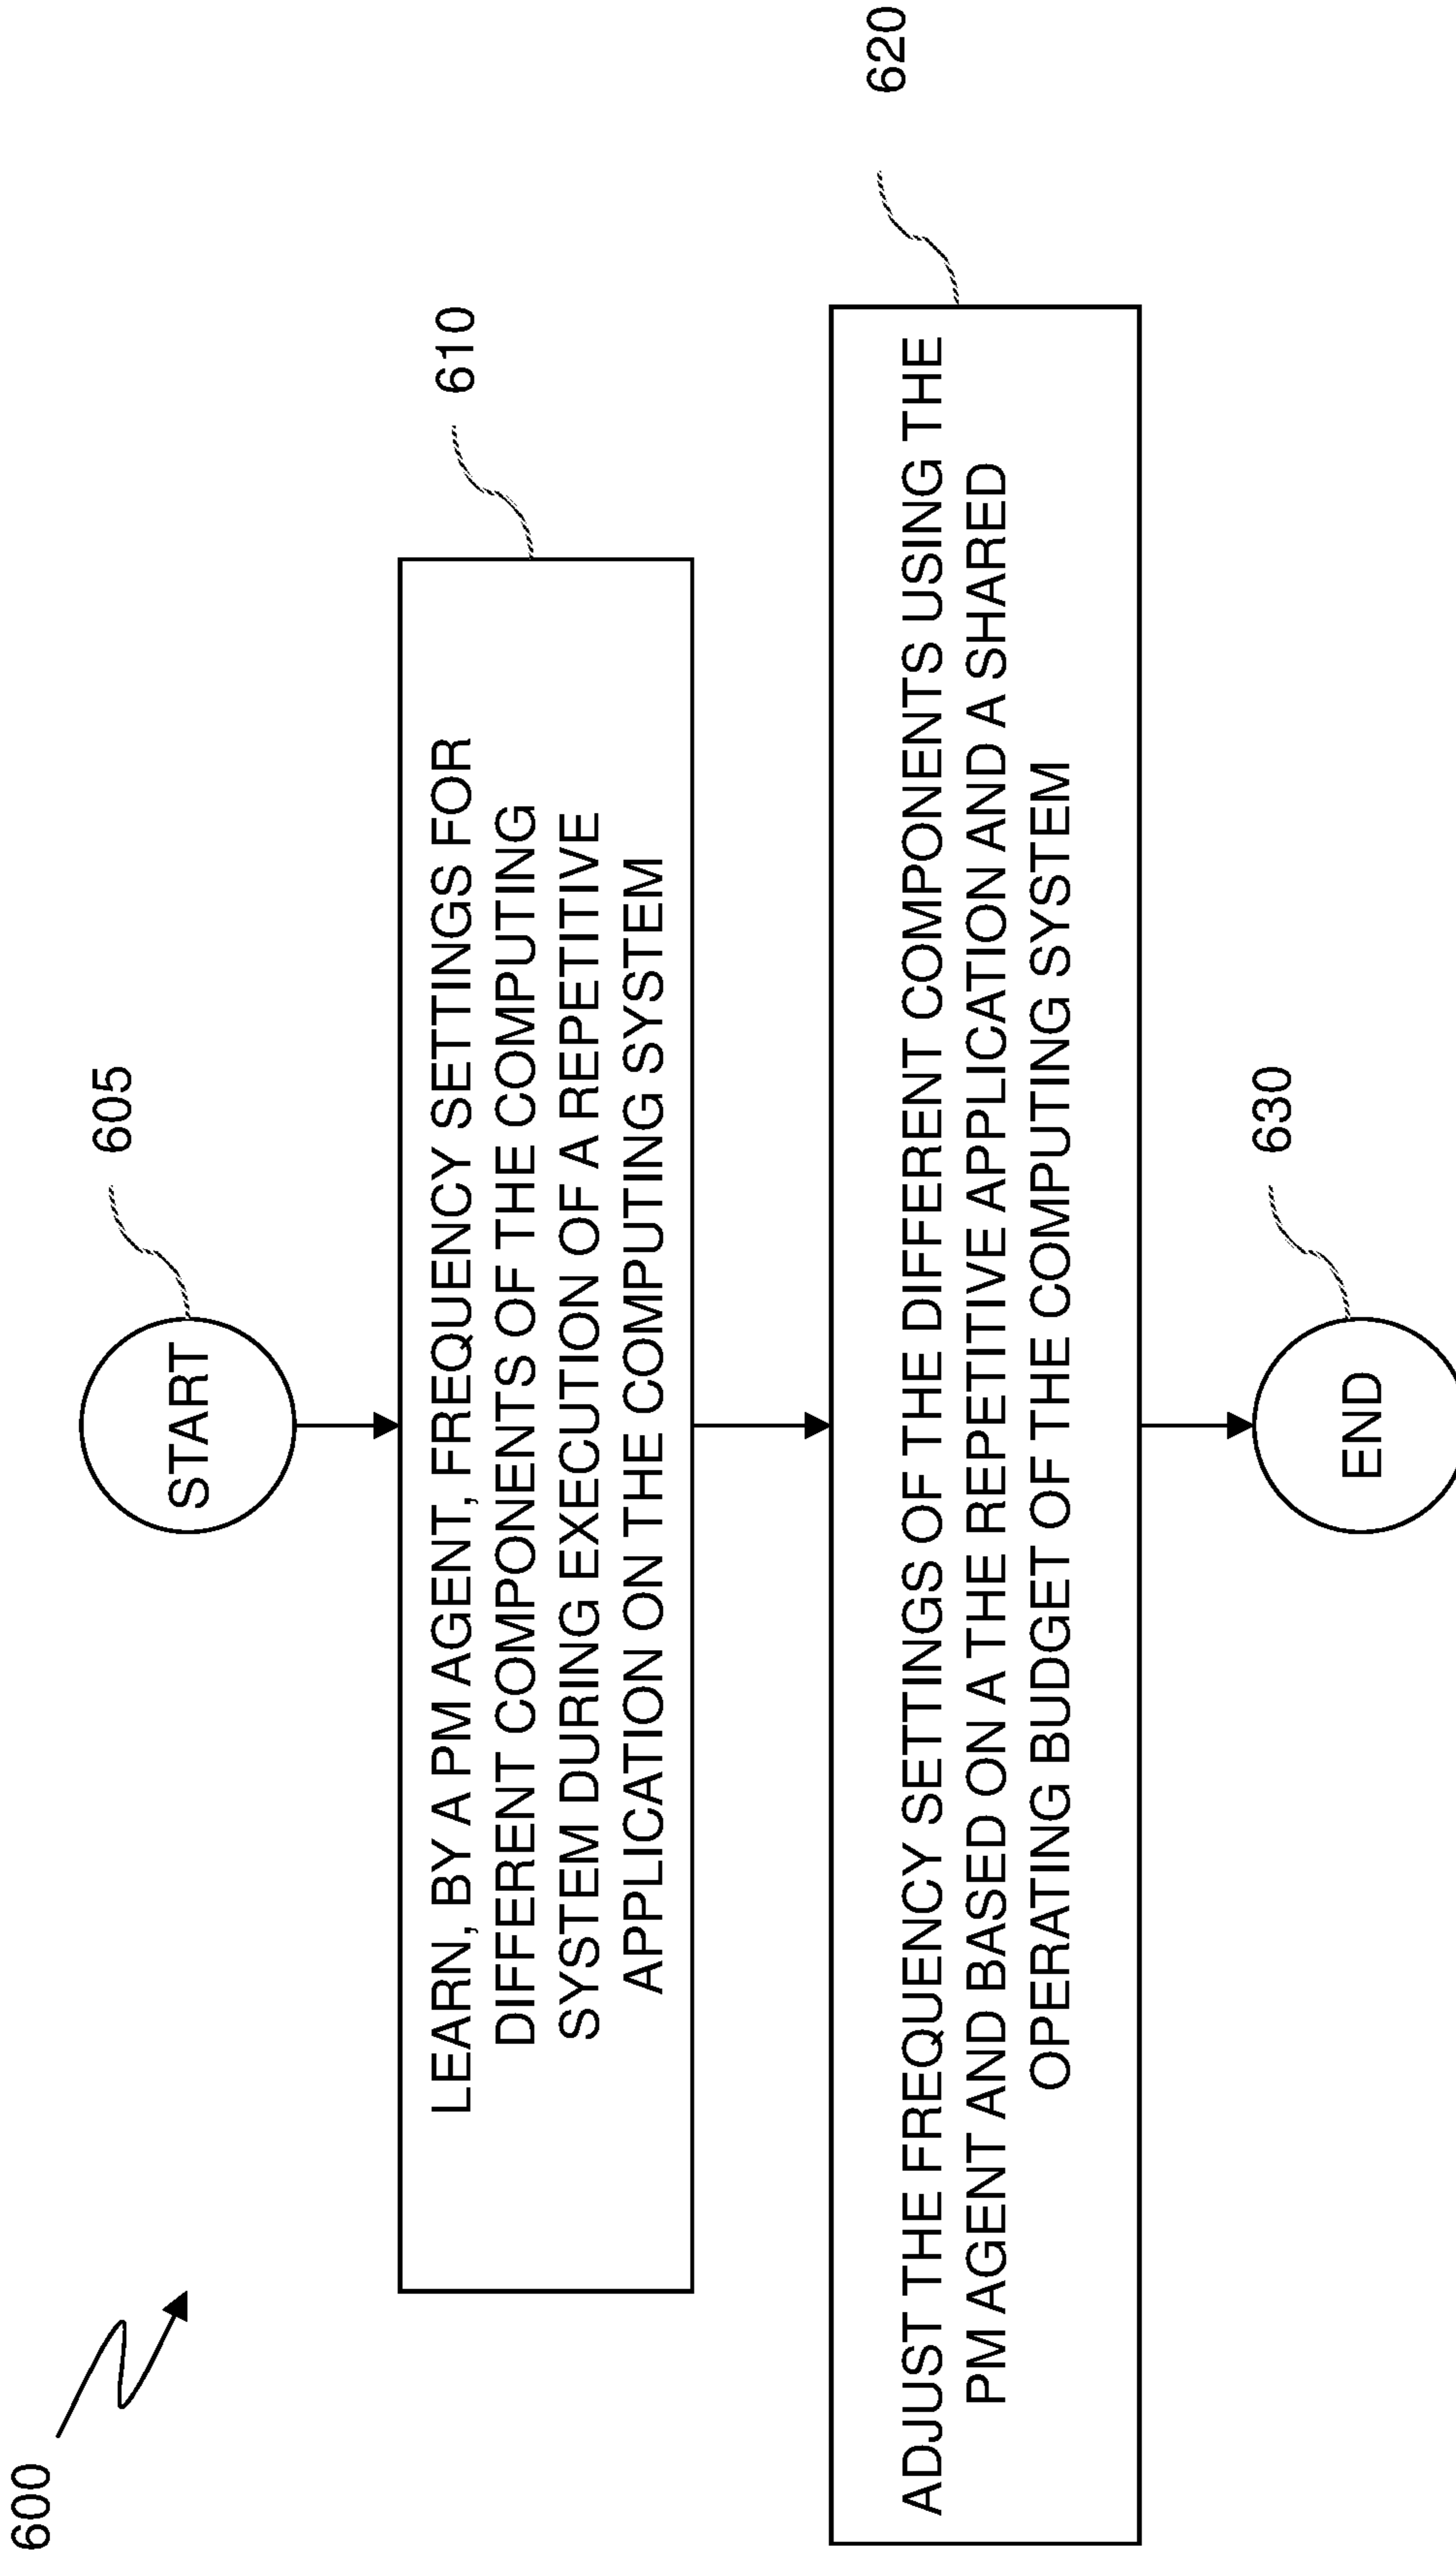 600
START
605
LEARN, BY A PM AGENT, FREQUENCY SETTINGS FOR
DIFFERENT COMPONENTS OF THE COMPUTING
SYSTEM DURING EXECUTION OF A REPETITIVE
APPLICATION ON THE COMPUTING SYSTEM
610
ADJUST THE FREQUENCY SETTINGS OF THE DIFFERENT COMPONENTS USING THE
PM AGENT AND BASED ON A THE REPETITIVE APPLICATION AND A SHARED
OPERATING BUDGET OF THE COMPUTING SYSTEM
620
END
630